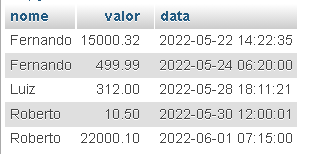 nome valor data
Fernando 15000.32 2022-05-22 14:22:35
Fernando 499.99 2022-05-24 06:20:00
Luiz 312.00 2022-05-28 18:11:21
Roberto 10.50 2022-05-30 12:00:01
Roberto 22000.10 2022-06-01 07:15:00